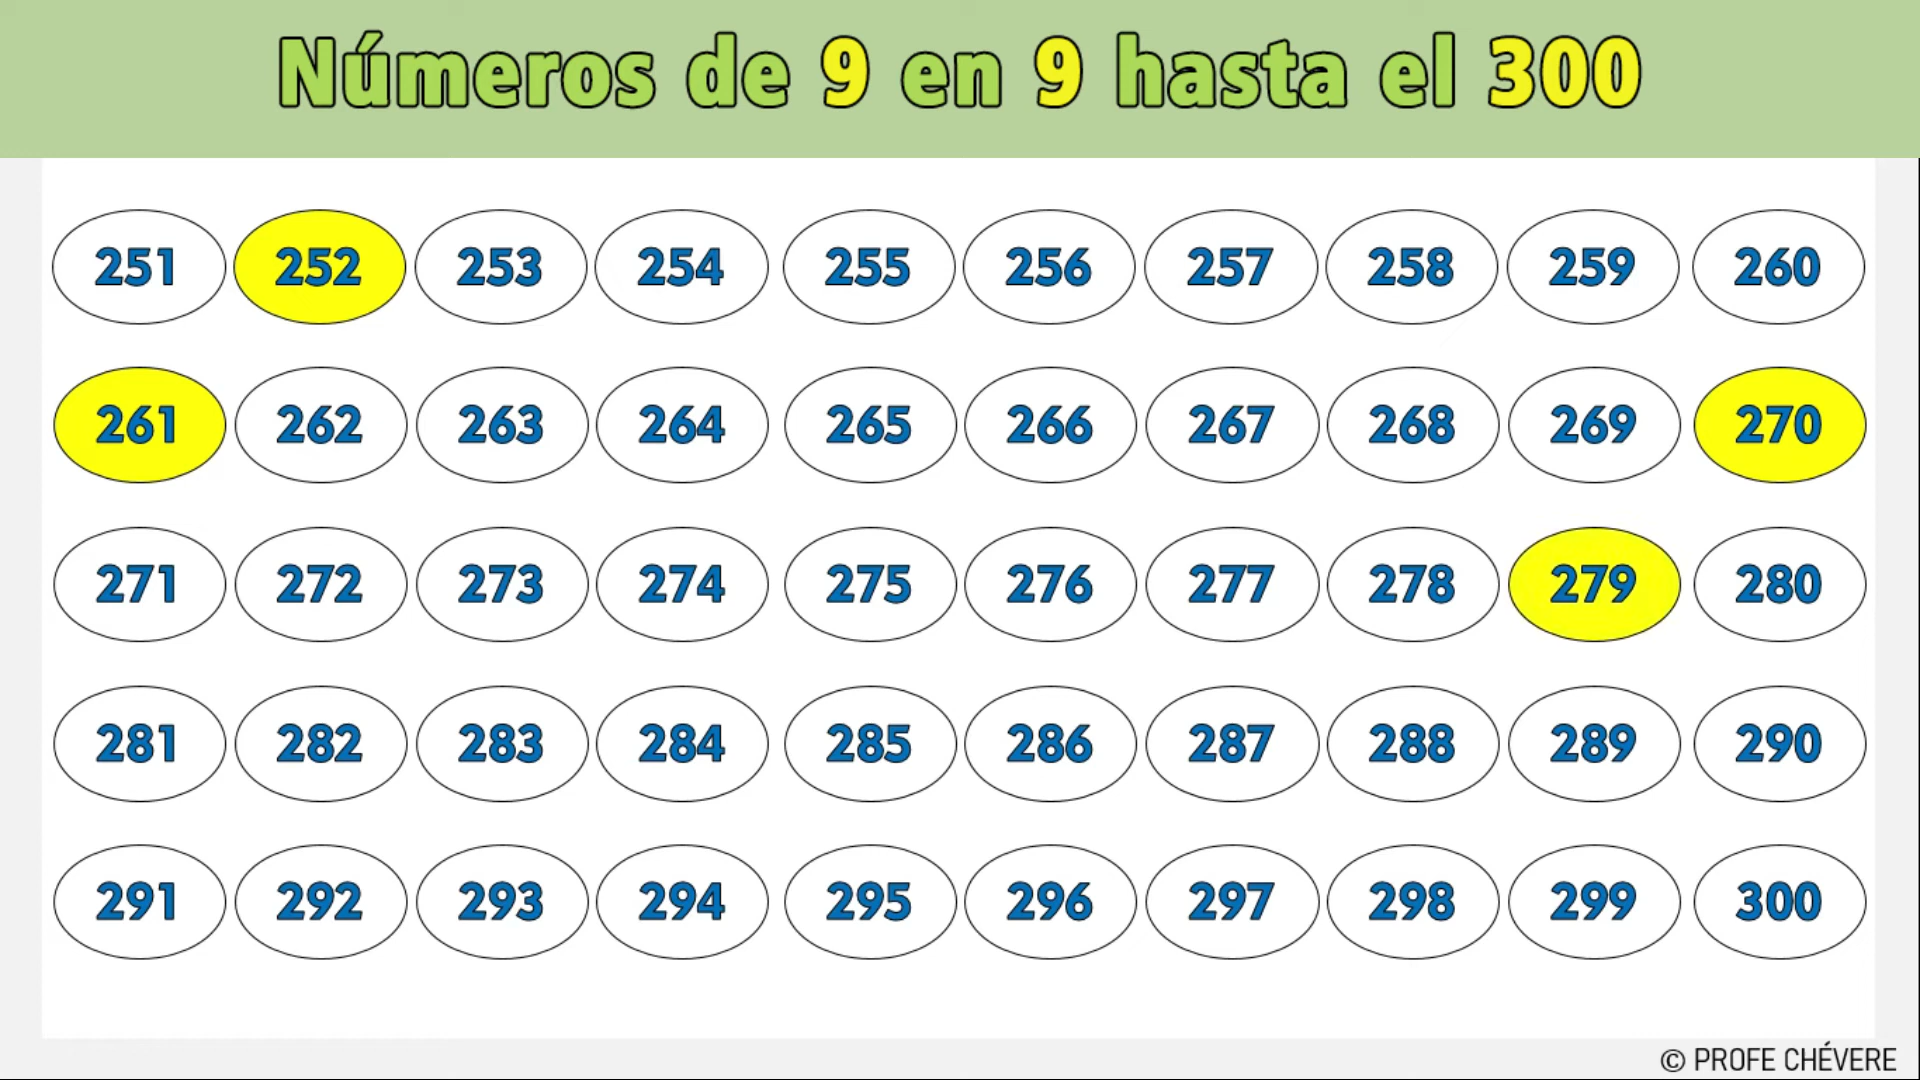 Números de 9 en 9 hasta el 300
251 252 253 254 255 256 257 258 259 260
261 262 263 264 265 266 267 268 269 270
271 272 273 274 275 276 277 278 279 280
281 282 283 284 285 286 287 288 289 290
291 292 293 294 295 296 297 298 299 300
© PROFE CHÉVERE